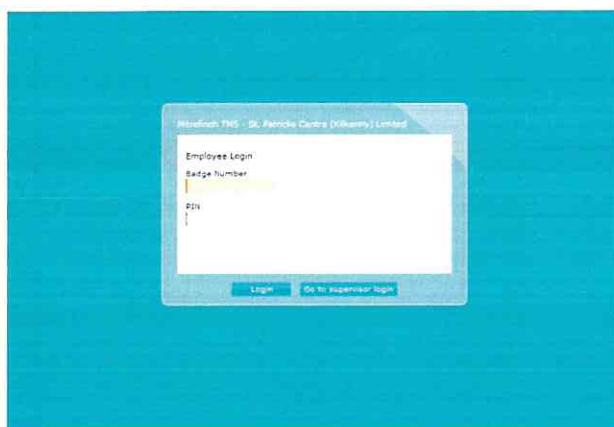 Mitrefinch TMS - St. Patricks Centre (Kilkenny) Limited
Employee Login
Badge Number
PIN
Login
Go to supervisor login